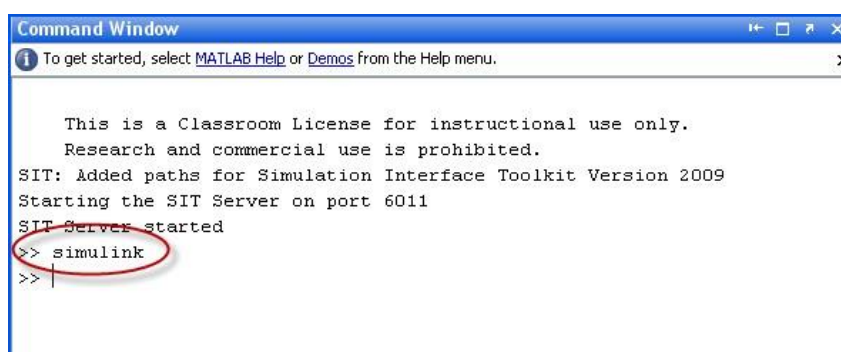 Command Window
To get started, select MATLAB Help or Demos from the Help menu.
This is a Classroom License for instructional use only.
Research and commercial use is prohibited.
SIT: Added paths for Simulation Interface Toolkit Version 2009
Starting the SIT Server on port 6011
SIT Server started
>> simulink
>>